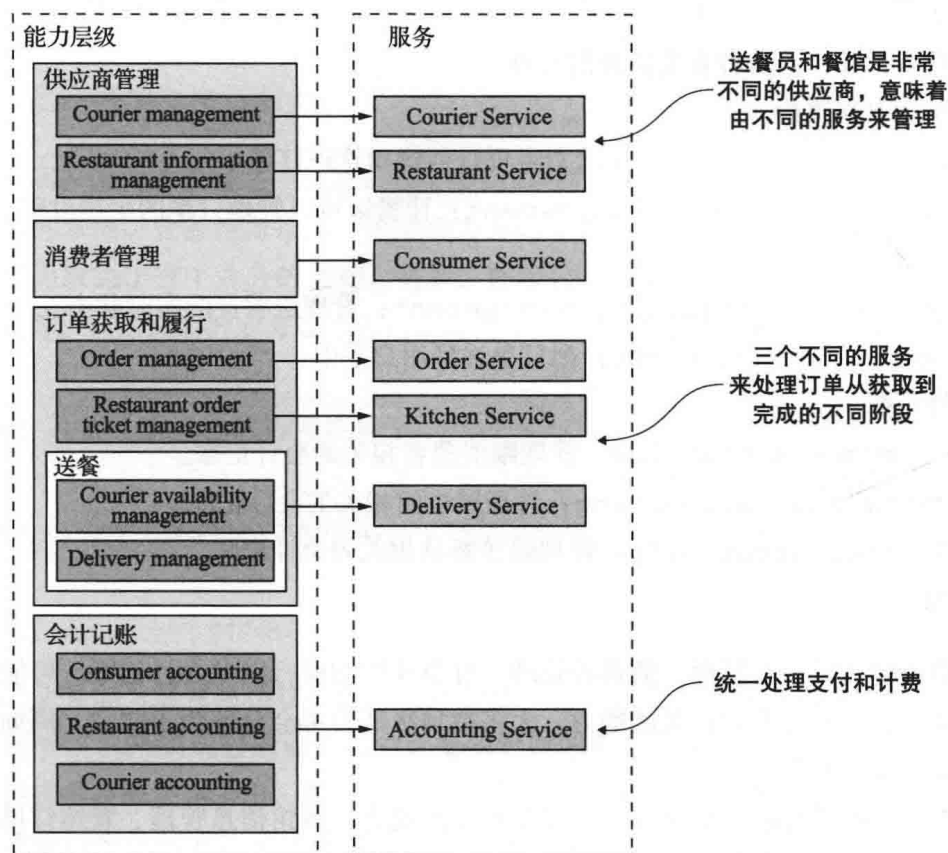 能力层级
服务
供应商管理
Courier management
Courier Service
Restaurant information
management
Restaurant Service
送餐员和餐馆是非常
不同的供应商，意味着
由不同的服务来管理
消费者管理
Consumer Service
订单获取和履行
Order management
Order Service
Restaurant order
ticket management
Kitchen Service
三个不同的服务
来处理订单从获取到
完成的不同阶段
送餐
Courier availability
management
Delivery Service
Delivery management
会计记账
Consumer accounting
Restaurant accounting
Accounting Service
统一处理支付和计费
Courier accounting